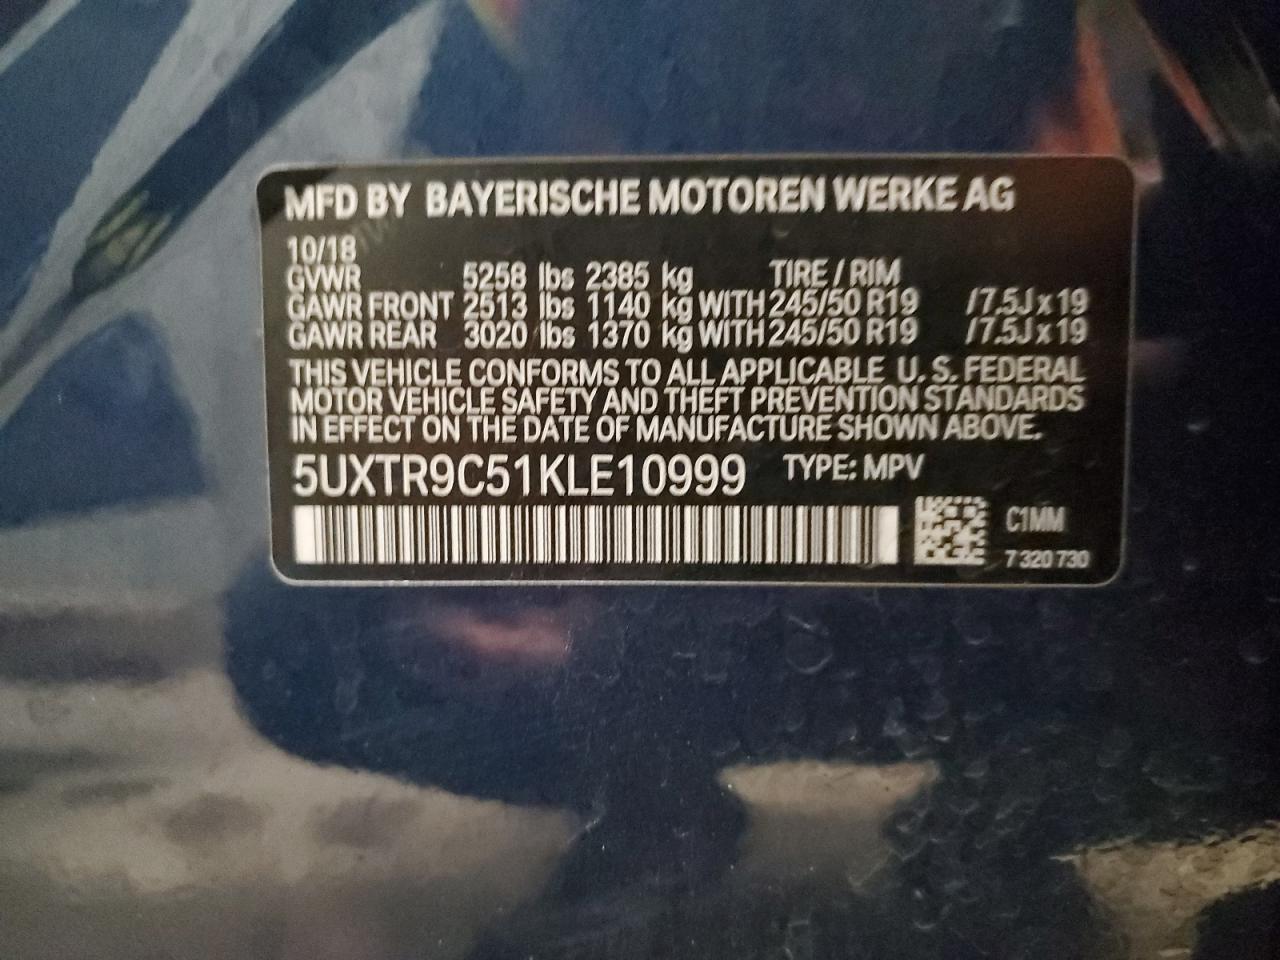 MFD BY BAYERISCHE MOTOREN WERKE AG
10/18
GVWR 5258 lbs 2385 kg TIRE / RIM
GAWR FRONT 2513 lbs 1140 kg WITH 245/50 R19 /7.5J x 19
GAWR REAR 3020 lbs 1370 kg WITH 245/50 R19 /7.5J x 19
THIS VEHICLE CONFORMS TO ALL APPLICABLE U. S. FEDERAL
MOTOR VEHICLE SAFETY AND THEFT PREVENTION STANDARDS
IN EFFECT ON THE DATE OF MANUFACTURE SHOWN ABOVE.
5UXTR9C51KLE10999 TYPE: MPV
C1MM
7 320 730